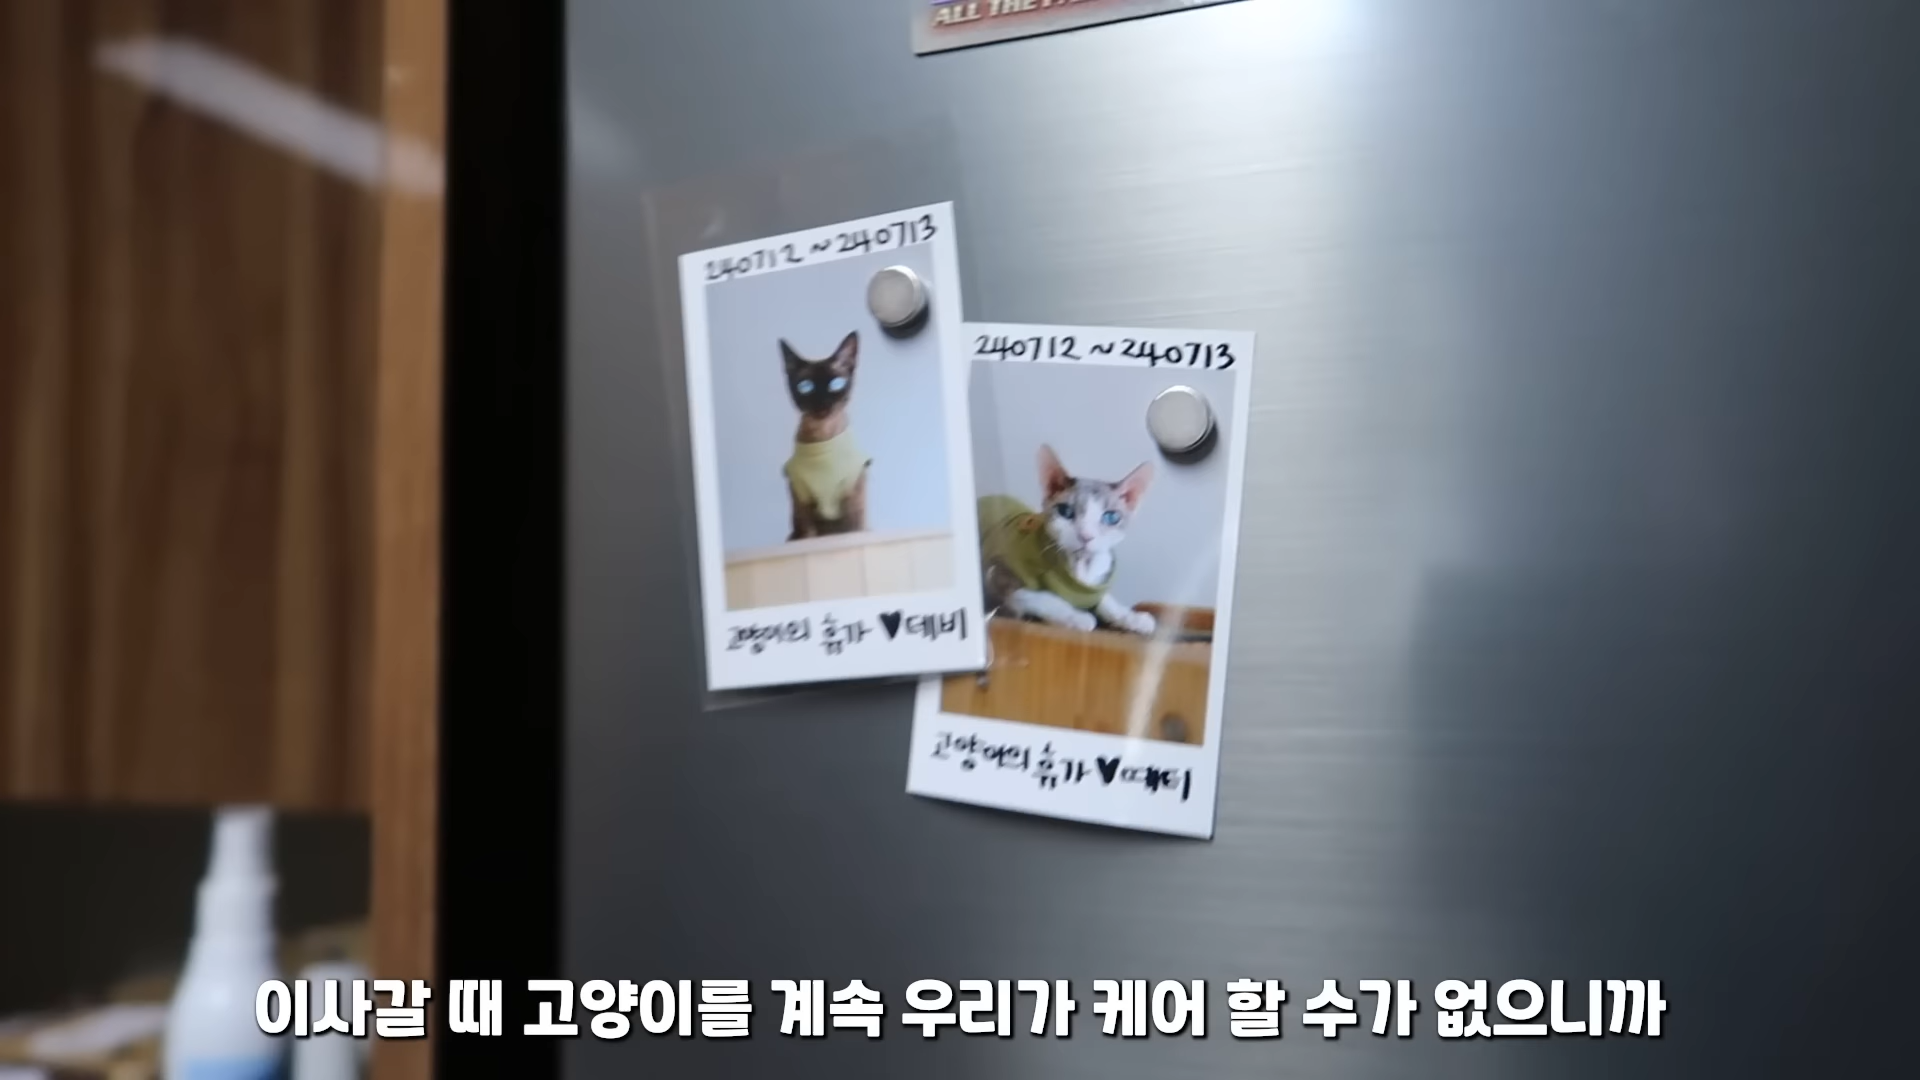 ALL THE
240712 ~ 240713
고양이의 휴가 ♥데비
240712 ~ 240713
고양이의 휴가 ♥
이사갈 때 고양이를 계속 우리가 케어 할 수가 없으니까